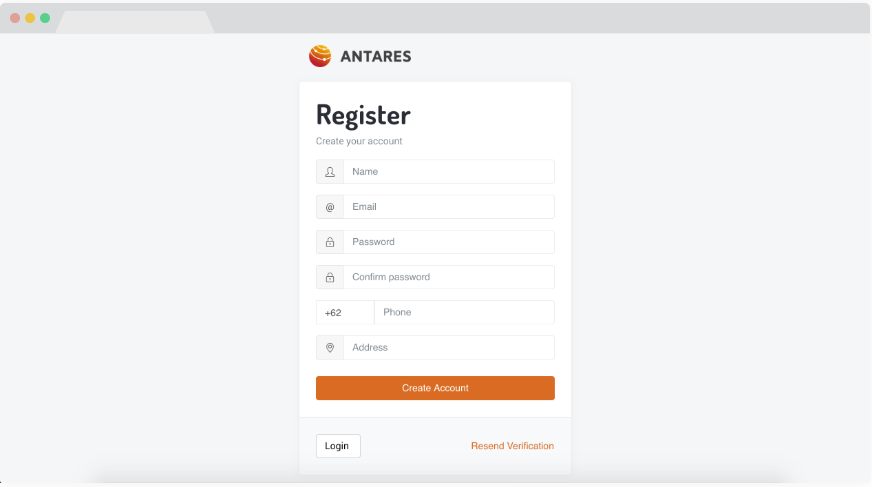 ANTARES
Register
Create your account
Name
@ Email
Password
Confirm password
+62 Phone
Address
Create Account
Login Resend Verification